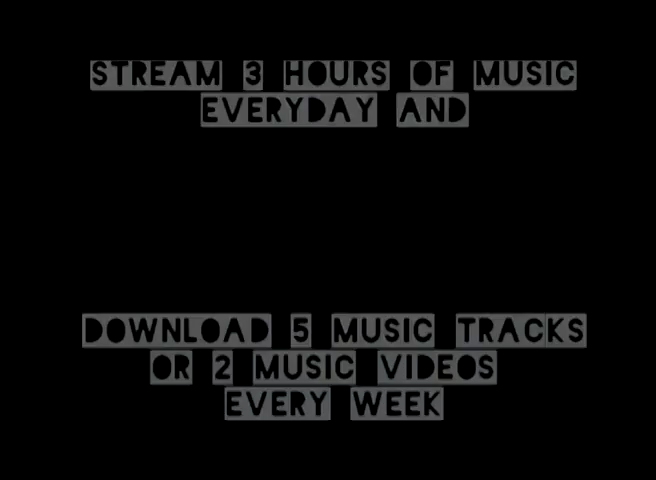 STREAM 3 HOURS OF MUSIC
EVERYDAY AND
DOWNLOAD 5 MUSIC TRACKS
OR 2 MUSIC VIDEOS
EVERY WEEK